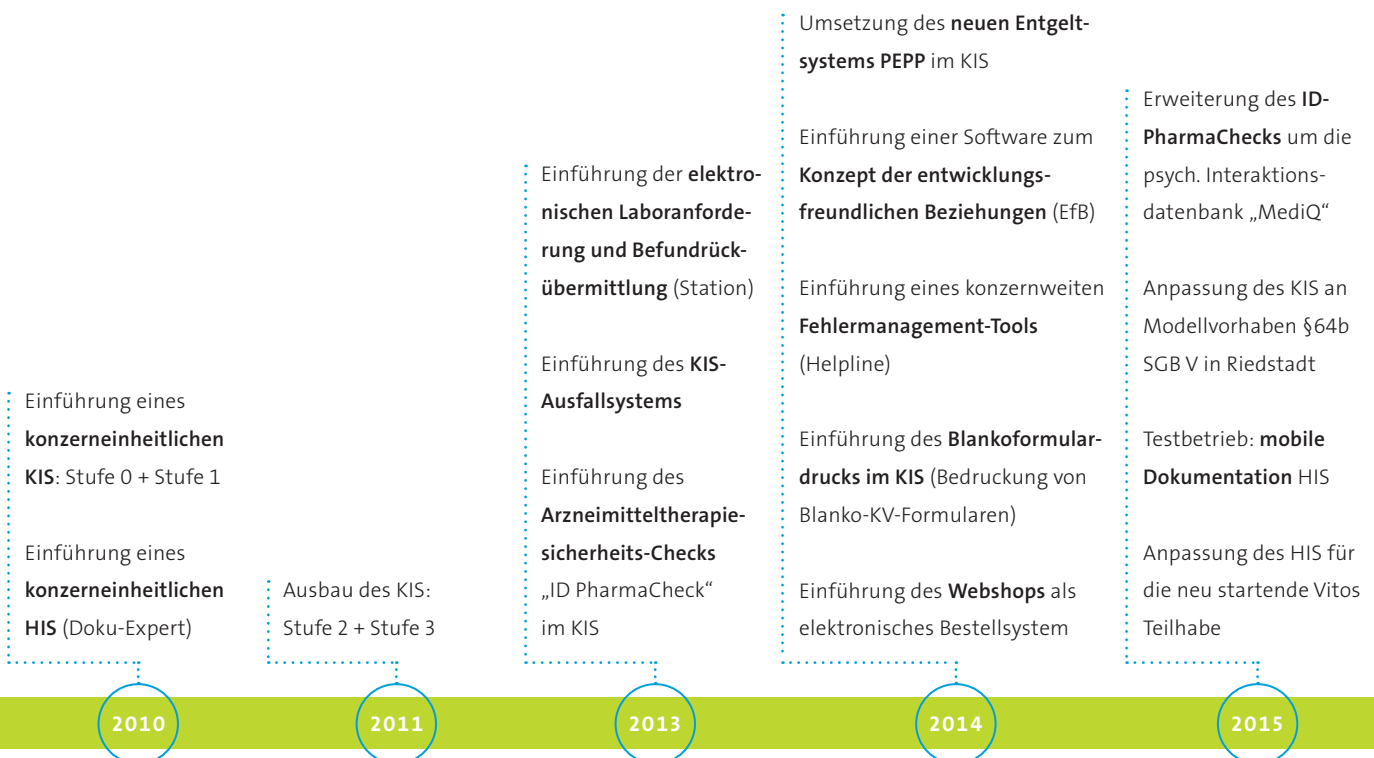 Einführung eines
konzerneinheitlichen
KIS: Stufe 0 + Stufe 1
Einführung eines
konzerneinheitlichen
HIS (Doku-Expert)
2010
Ausbau des KIS:
Stufe 2 + Stufe 3
2011
Einführung der elektro-
nischen Laboranforde-
rung und Befundrück-
übermittlung (Station)
Einführung des KIS-
Ausfallsystems
Einführung des
Arzneimitteltherapie-
sicherheits-Checks
„ID PharmaCheck“
im KIS
2013
Umsetzung des neuen Entgelt-
systems PEPP im KIS
Einführung einer Software zum
Konzept der entwicklungs-
freundlichen Beziehungen (EfB)
Einführung eines konzernweiten
Fehlermanagement-Tools
(Helpline)
Einführung des Blankoformular-
drucks im KIS (Bedruckung von
Blanko-KV-Formularen)
Einführung des Webshops als
elektronisches Bestellsystem
2014
Erweiterung des ID-
PharmaChecks um die
psych. Interaktions-
datenbank „MediQ“
Anpassung des KIS an
Modellvorhaben §64b
SGB V in Riedstadt
Testbetrieb: mobile
Dokumentation HIS
Anpassung des HIS für
die neu startende Vitos
Teilhabe
2015